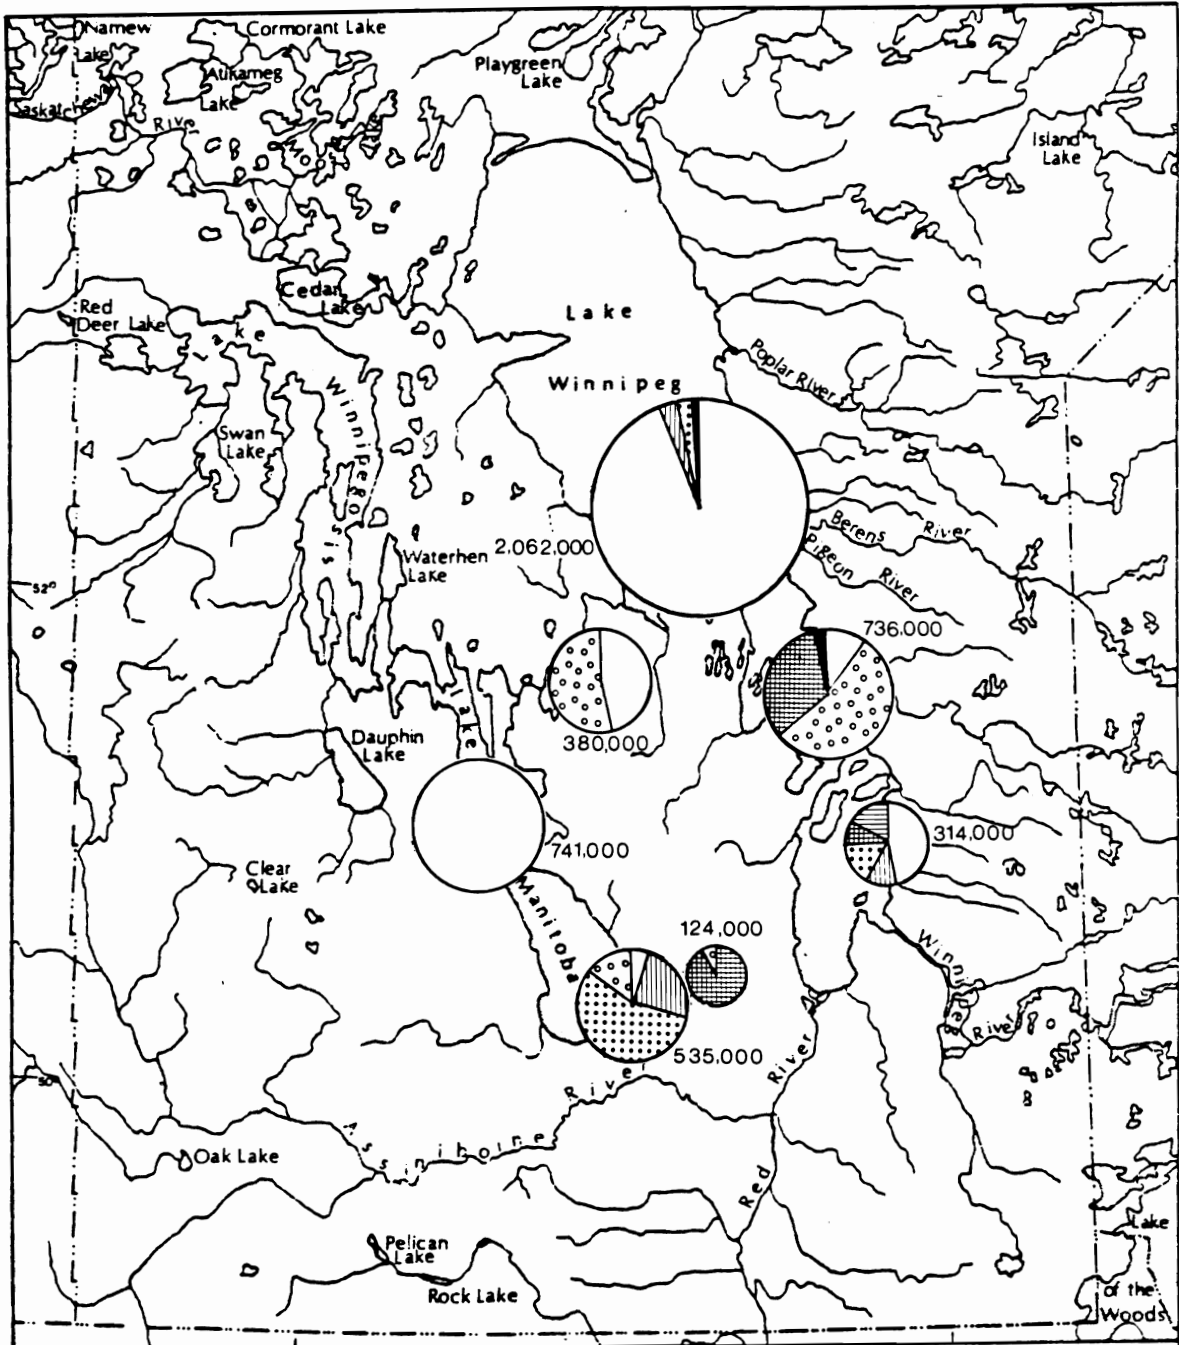 Namew
Lake
Cormorant Lake
Atikameg
Lake
Playgreen
Lake
Saskatchewan
River
Moose
Island
Lake
Cedar
Lake
Red
Deer Lake
Lake
Winnipegosis
Lake
Winnipeg
Poplar River
Swan
Lake
2.062.000
Waterhen
Lake
Berens River
Pigeon River
52°
736.000
380,000
Lake
Dauphin
Lake
741,000
314,000
Clear
Lake
Manitoba
124,000
Winnipeg
River
535,000
50°
River
River
Assiniboine
Oak Lake
Red
Lake
Pelican
Lake
Rock Lake
of the
Woods